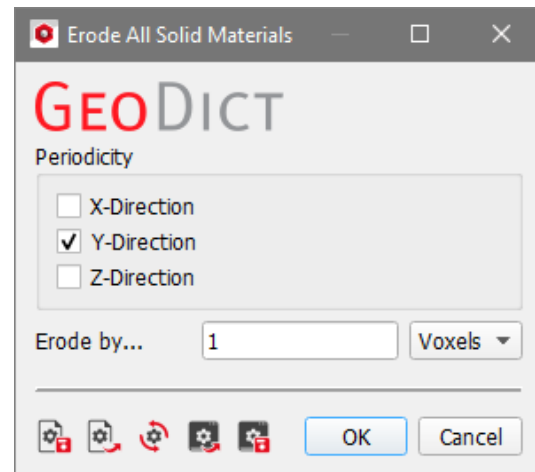 Erode All Solid Materials
GEODICT
Periodicity
X-Direction
Y-Direction
Z-Direction
Erode by... 1 Voxels
OK Cancel